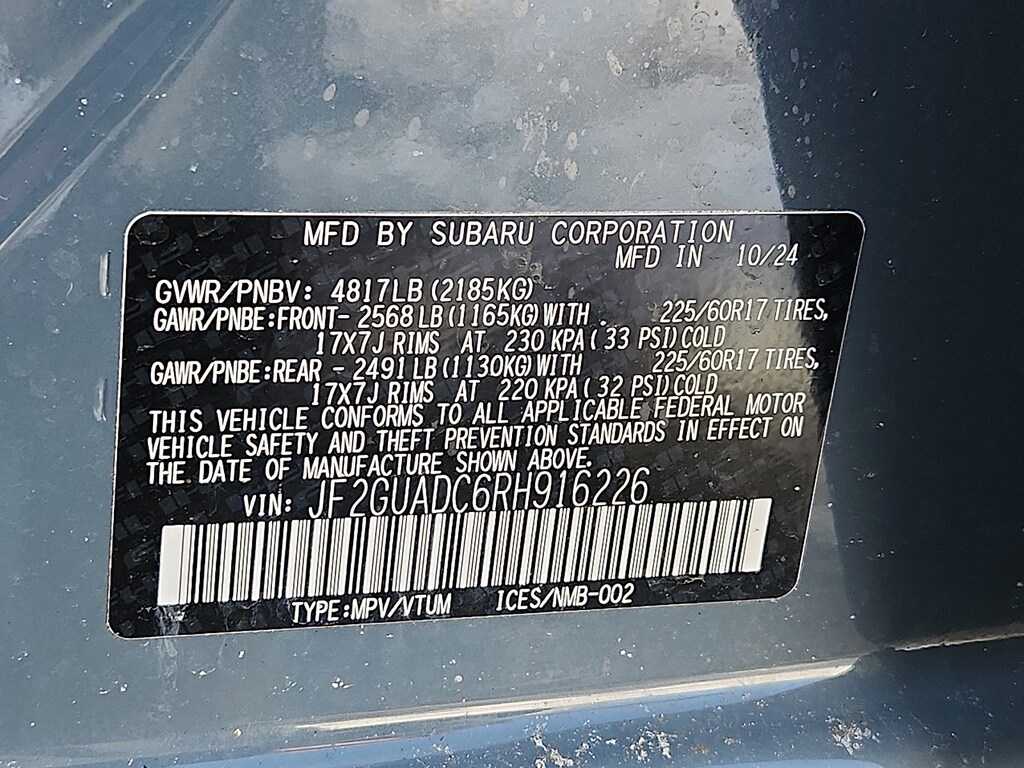 MFD BY SUBARU CORPORATION
MFD IN 10/24
GVWR/PNBV: 4817LB (2185KG)
GAWR/PNBE:FRONT- 2568 LB (1165KG) WITH 225/60R17 TIRES,
17X7J RIMS AT 230 KPA ( 33 PSI) COLD
GAWR/PNBE:REAR - 2491 LB (1130KG) WITH 225/60R17 TIRES,
17X7J RIMS AT 220 KPA ( 32 PSI) COLD
THIS VEHICLE CONFORMS TO ALL APPLICABLE FEDERAL MOTOR
VEHICLE SAFETY AND THEFT PREVENTION STANDARDS IN EFFECT ON
THE DATE OF MANUFACTURE SHOWN ABOVE.
VIN: JF2GUADC6RH916226
TYPE:MPV/VTUM ICES/NMB-002